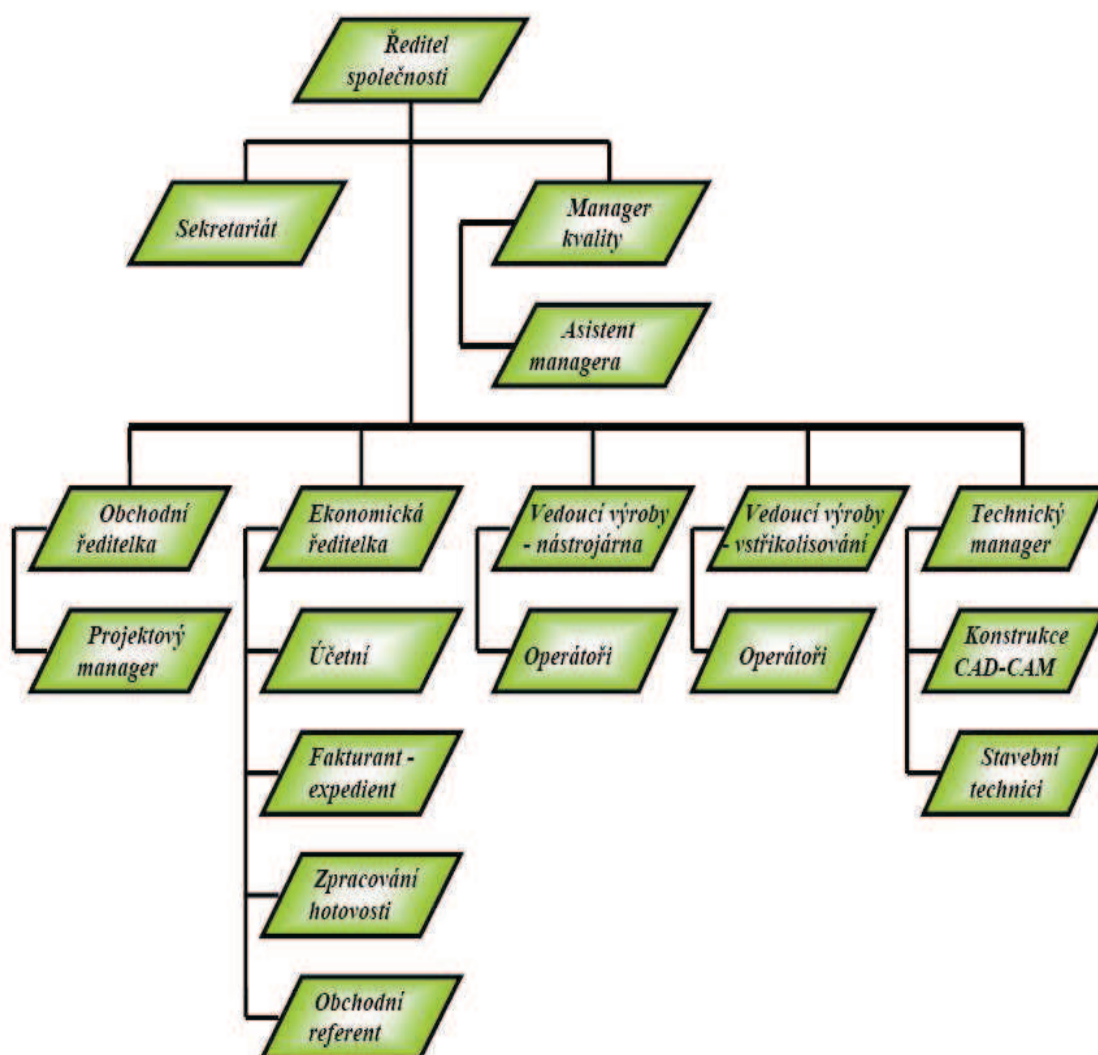 Ředitel
společnosti
Sekretariát
Manager
kvality
Asistent
managera
Obchodní
ředitelka
Ekonomická
ředitelka
Vedoucí výroby
- nástrojárna
Vedoucí výroby
- vstřikolisování
Technický
manager
Projektový
manager
Účetní
Operátoři
Operátoři
Konstrukce
CAD-CAM
Fakturant -
expedient
Stavební
technici
Zpracování
hotovosti
Obchodní
referent